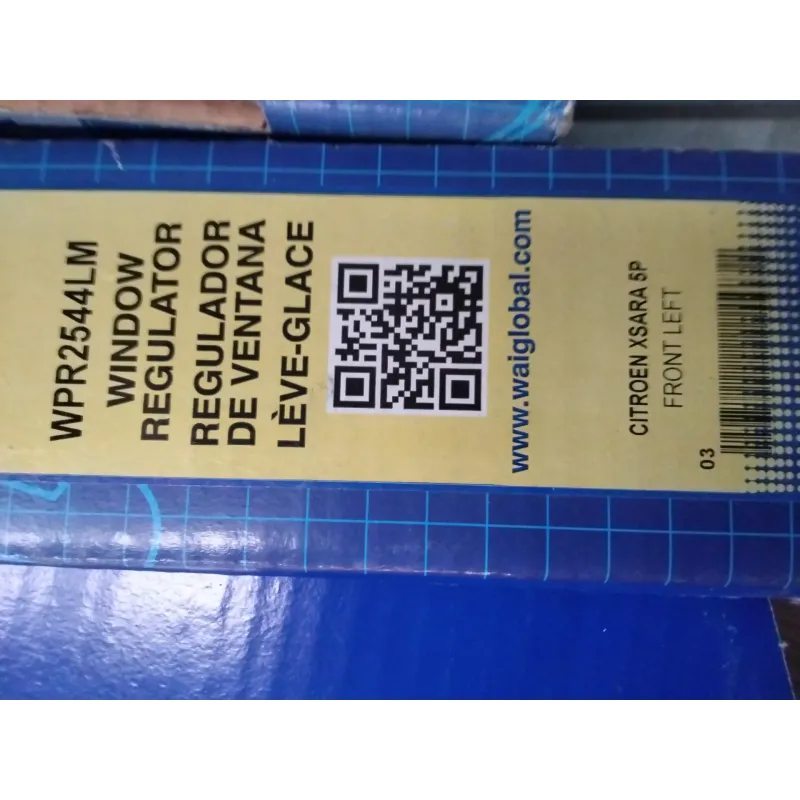 WPR2544LM
WINDOW
REGULATOR
REGULADOR
DE VENTANA
LÈVE-GLACE
www.waiglobal.com
CITROEN XSARA 5P
FRONT LEFT
03